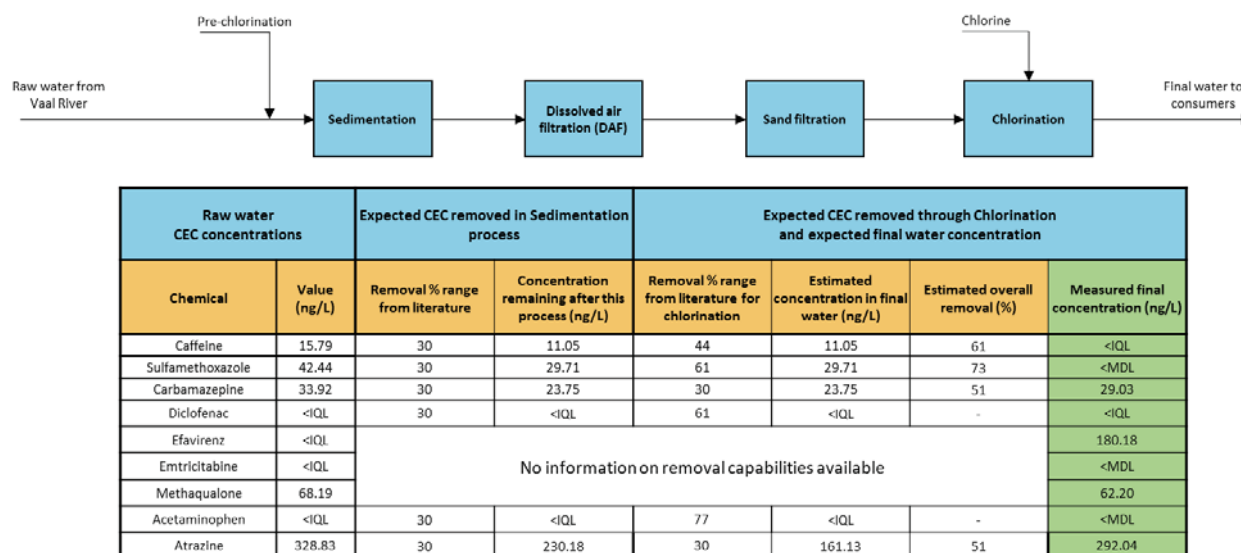 Pre-chlorination
Chlorine
Raw water from
Vaal River
Final water to
consumers
Sedimentation
Dissolved air
filtration (DAF)
Sand filtration
Chlorination
Raw water
CEC concentrations
Expected CEC removed in Sedimentation
process
Expected CEC removed through Chlorination
and expected final water concentration
Chemical
Value
(ng/L)
Removal % range
from literature
Concentration
remaining after this
process (ng/L)
Removal % range
from literature for
chlorination
Estimated
concentration in final
water (ng/L)
Estimated overall
removal (%)
Measured final
concentration (ng/L)
Caffeine 15.79 30 11.05 44 11.05 61 <IQL
Sulfamethoxazole 42.44 30 29.71 61 29.71 73 <MDL
Carbamazepine 33.92 30 23.75 30 23.75 51 29.03
Diclofenac <IQL 30 <IQL 61 <IQL - <IQL
Efavirenz <IQL 180.18
Emtricitabine <IQL No information on removal capabilities available <MDL
Methaqualone 68.19 62.20
Acetaminophen <IQL 30 <IQL 77 <IQL - <MDL
Atrazine 328.83 30 230.18 30 161.13 51 292.04